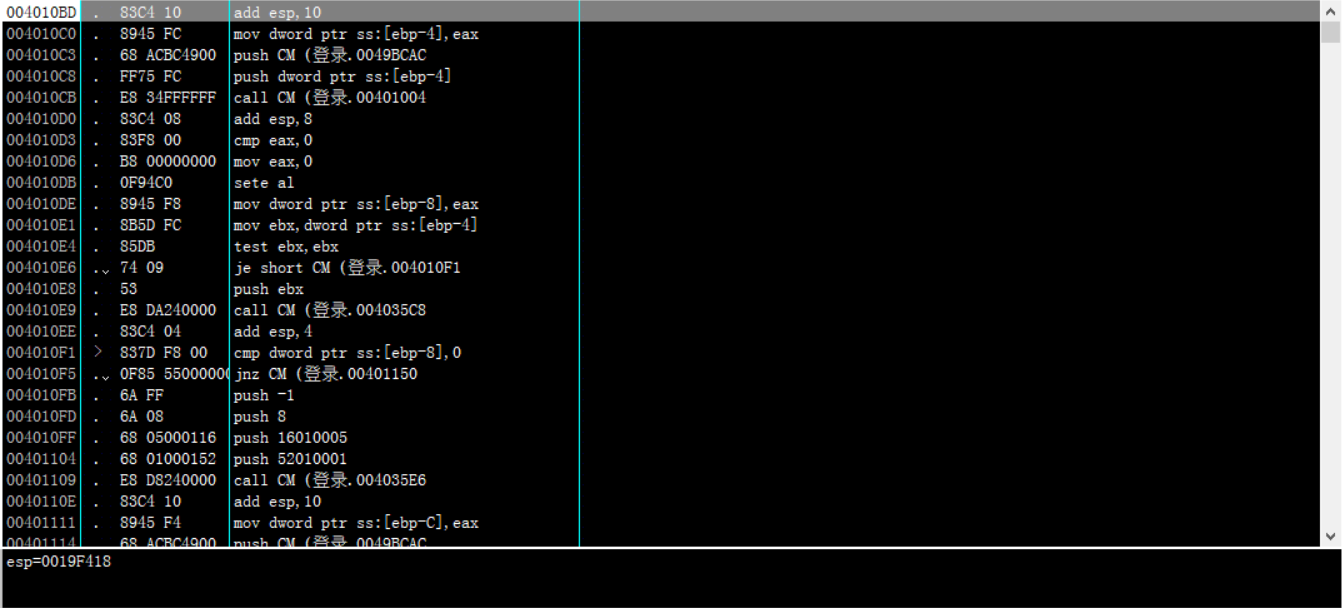 004010BD . 83C4 10 add esp,10
004010C0 . 8945 FC mov dword ptr ss:[ebp-4],eax
004010C3 . 68 ACBC4900 push CM (登录.0049BCAC
004010C8 . FF75 FC push dword ptr ss:[ebp-4]
004010CB . E8 34FFFFFF call CM (登录.00401004
004010D0 . 83C4 08 add esp,8
004010D3 . 83F8 00 cmp eax,0
004010D6 . B8 00000000 mov eax,0
004010DB . 0F94C0 sete al
004010DE . 8945 F8 mov dword ptr ss:[ebp-8],eax
004010E1 . 8B5D FC mov ebx,dword ptr ss:[ebp-4]
004010E4 . 85DB test ebx,ebx
004010E6 .⌄ 74 09 je short CM (登录.004010F1
004010E8 . 53 push ebx
004010E9 . E8 DA240000 call CM (登录.004035C8
004010EE . 83C4 04 add esp,4
004010F1 > 837D F8 00 cmp dword ptr ss:[ebp-8],0
004010F5 .⌄ 0F85 55000000 jnz CM (登录.00401150
004010FB . 6A FF push -1
004010FD . 6A 08 push 8
004010FF . 68 05000116 push 16010005
00401104 . 68 01000152 push 52010001
00401109 . E8 D8240000 call CM (登录.004035E6
0040110E . 83C4 10 add esp,10
00401111 . 8945 F4 mov dword ptr ss:[ebp-C],eax
00401114 . 68 ACBC4900 push CM (登录.0049BCAC
esp=0019F418